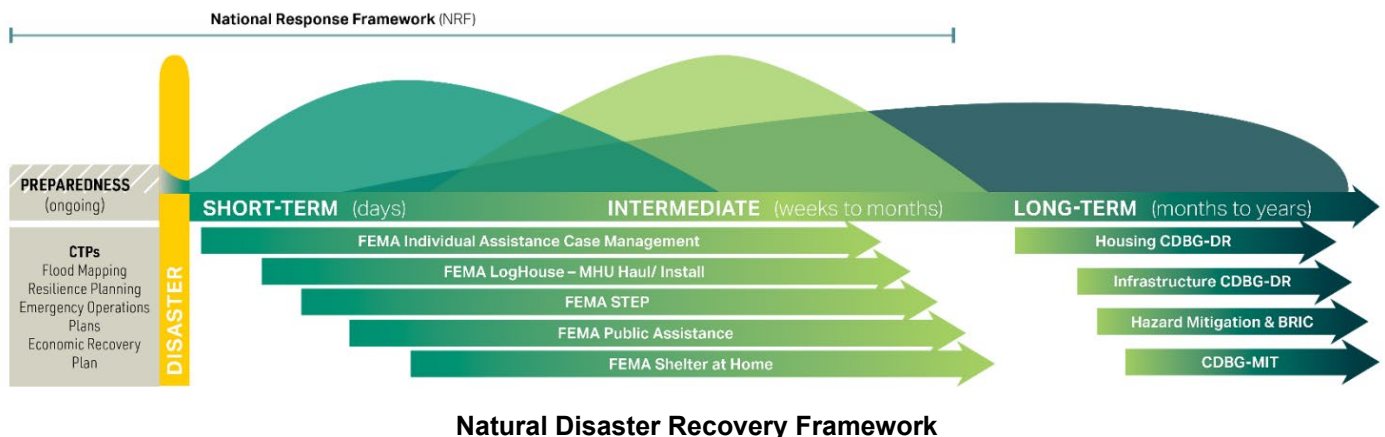 National Response Framework (NRF)
PREPAREDNESS
(ongoing)
DISASTER
SHORT-TERM (days)
INTERMEDIATE (weeks to months)
LONG-TERM (months to years)
CTPs
Flood Mapping
Resilience Planning
Emergency Operations
Plans
Economic Recovery
Plan
FEMA Individual Assistance Case Management
FEMA LogHouse – MHU Haul/ Install
FEMA STEP
FEMA Public Assistance
FEMA Shelter at Home
Housing CDBG-DR
Infrastructure CDBG-DR
Hazard Mitigation & BRIC
CDBG-MIT
Natural Disaster Recovery Framework